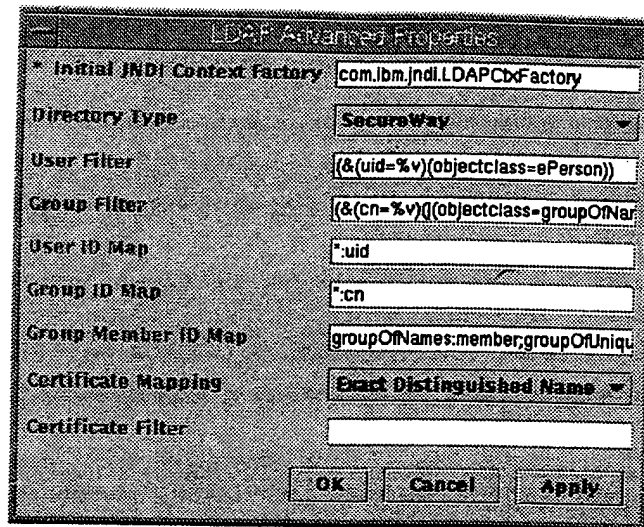 LDAP Advanced Properties
* Initial JNDI Context Factory com.ibm.jndi.LDAPCtxFactory
Directory Type SecureWay
User Filter (&(uid=%v)(objectclass=ePerson))
Group Filter (&(cn=%v)(|(objectclass=groupOfNar
User ID Map *:uid
Group ID Map *:cn
Group Member ID Map groupOfNames:member;groupOfUniqu
Certificate Mapping Exact Distinguished Name
Certificate Filter
OK Cancel Apply